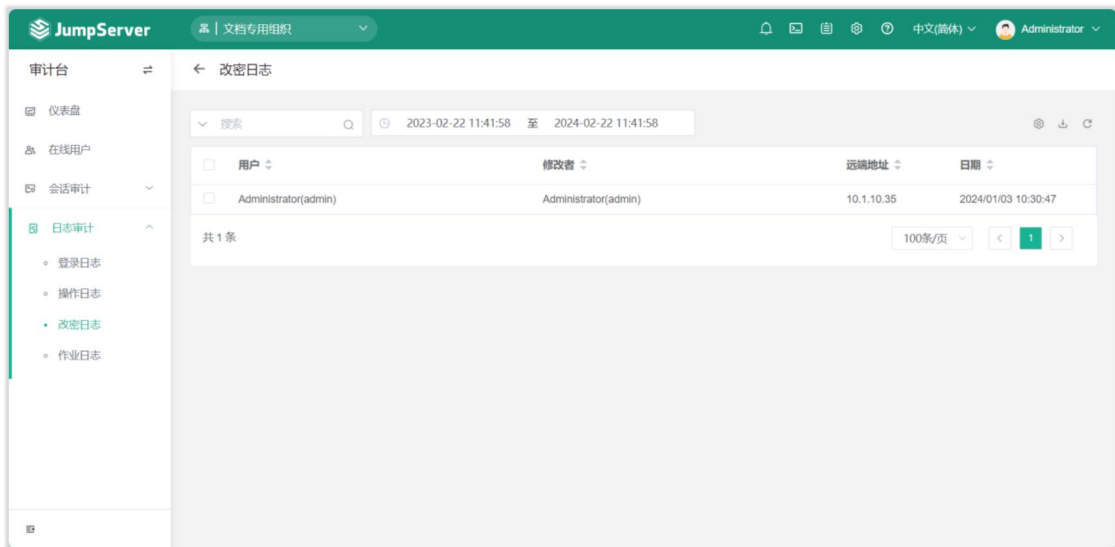 JumpServer
文档专用组织
中文(简体)
Administrator
审计台
改密日志
仪表盘
在线用户
会话审计
日志审计
登录日志
操作日志
改密日志
作业日志
搜索
2023-02-22 11:41:58 至 2024-02-22 11:41:58
用户 修改者 远端地址 日期
Administrator(admin) Administrator(admin) 10.1.10.35 2024/01/03 10:30:47
共 1 条
100条/页 1